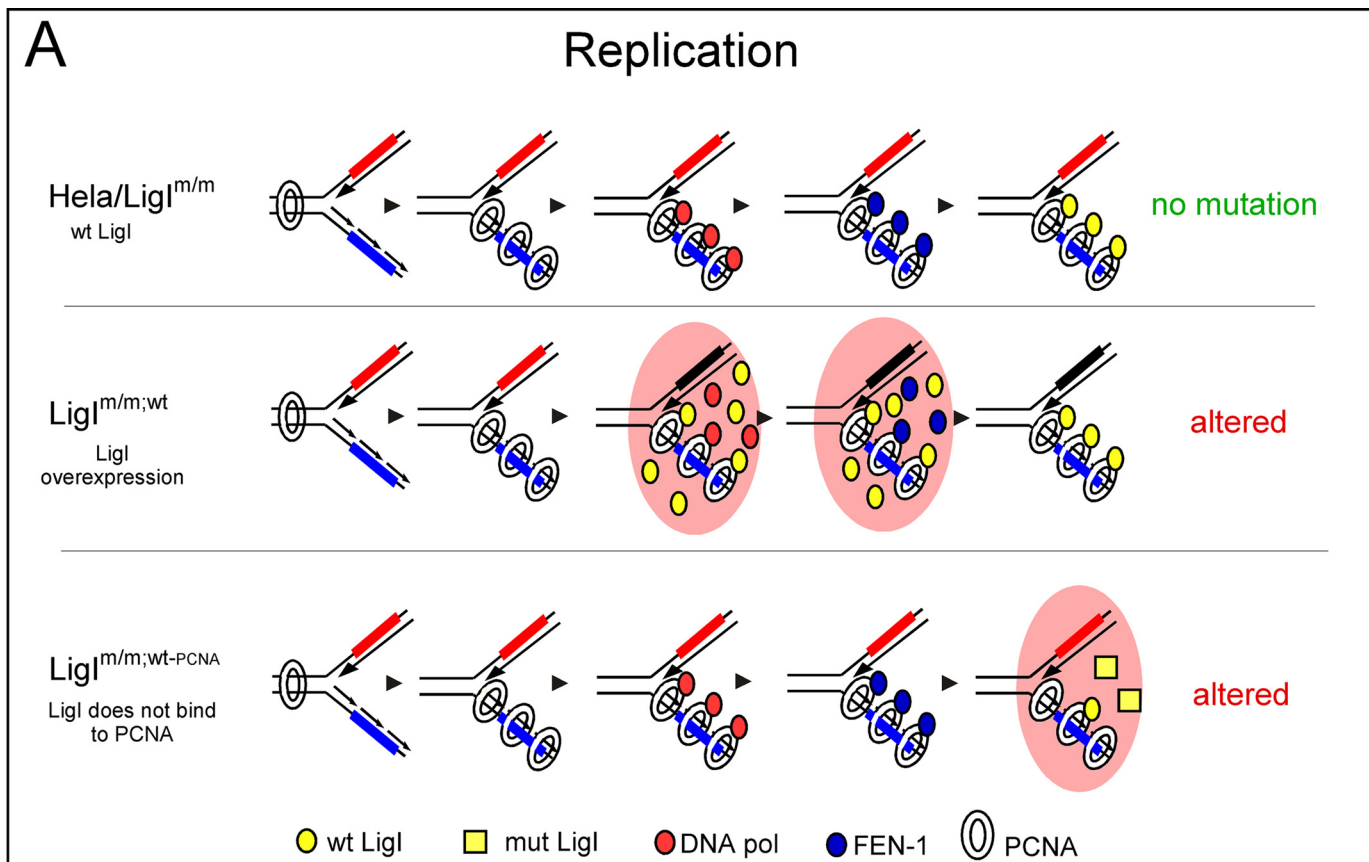 A
Replication
Hela/LigI^m/m
wt LigI
no mutation
LigI^m/m;wt
LigI
overexpression
altered
LigI^m/m;wt-PCNA
LigI does not bind
to PCNA
altered
wt LigI
mut LigI
DNA pol
FEN-1
PCNA